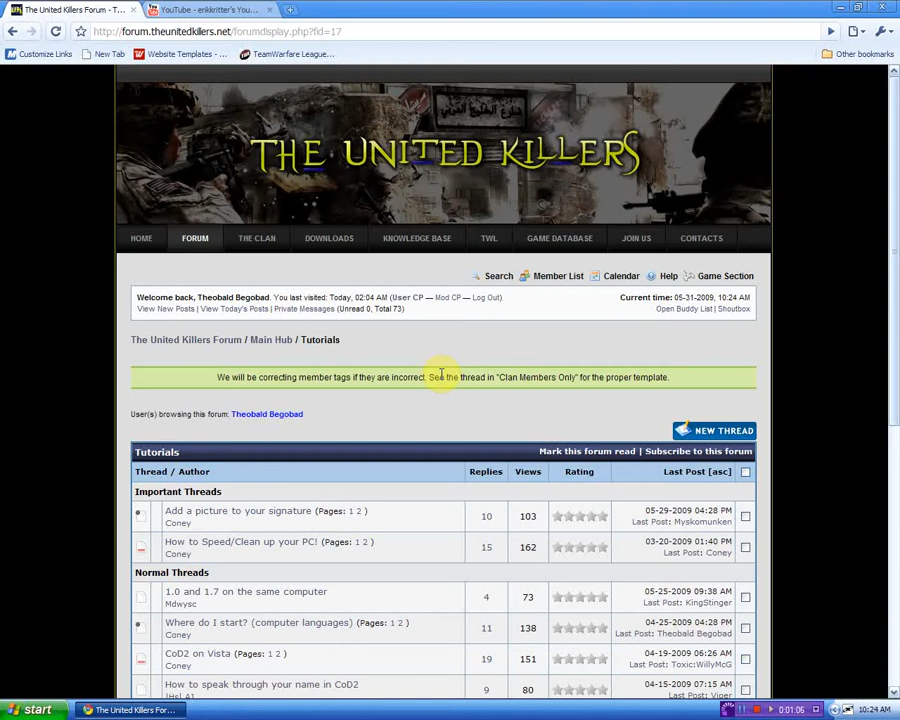 The United Killers Forum - T...
YouTube - erikkritter's You...
http://forum.theunitedkillers.net/forumdisplay.php?fid=17
Customize Links New Tab Website Templates - ... TeamWarfare League... Other bookmarks
THE UNITED KILLERS
HOME FORUM THE CLAN DOWNLOADS KNOWLEDGE BASE TWL GAME DATABASE JOIN US CONTACTS
Search Member List Calendar Help Game Section
Welcome back, Theobald Begobad. You last visited: Today, 02:04 AM (User CP — Mod CP — Log Out) Current time: 05-31-2009, 10:24 AM
View New Posts | View Today's Posts | Private Messages (Unread 0, Total 73) Open Buddy List | Shoutbox
The United Killers Forum / Main Hub / Tutorials
We will be correcting member tags if they are incorrect. See the thread in "Clan Members Only" for the proper template.
User(s) browsing this forum: Theobald Begobad
NEW THREAD
Tutorials Mark this forum read | Subscribe to this forum
Thread / Author Replies Views Rating Last Post [asc]
Important Threads
Add a picture to your signature (Pages: 1 2 ) 10 103 05-29-2009 04:28 PM
Coney Last Post: Myskomunken
How to Speed/Clean up your PC! (Pages: 1 2 ) 15 162 03-20-2009 01:40 PM
Coney Last Post: Coney
Normal Threads
1.0 and 1.7 on the same computer 4 73 05-25-2009 09:38 AM
Mdwysc Last Post: KingStinger
Where do I start? (computer languages) (Pages: 1 2 ) 11 138 04-25-2009 04:28 PM
Coney Last Post: Theobald Begobad
CoD2 on Vista (Pages: 1 2 ) 19 151 04-19-2009 06:26 AM
Coney Last Post: Toxic:WillyMcG
How to speak through your name in CoD2 9 80 04-15-2009 07:15 AM
Last Post: Viper
start The United Killers For... 0:01:06 10:24 AM